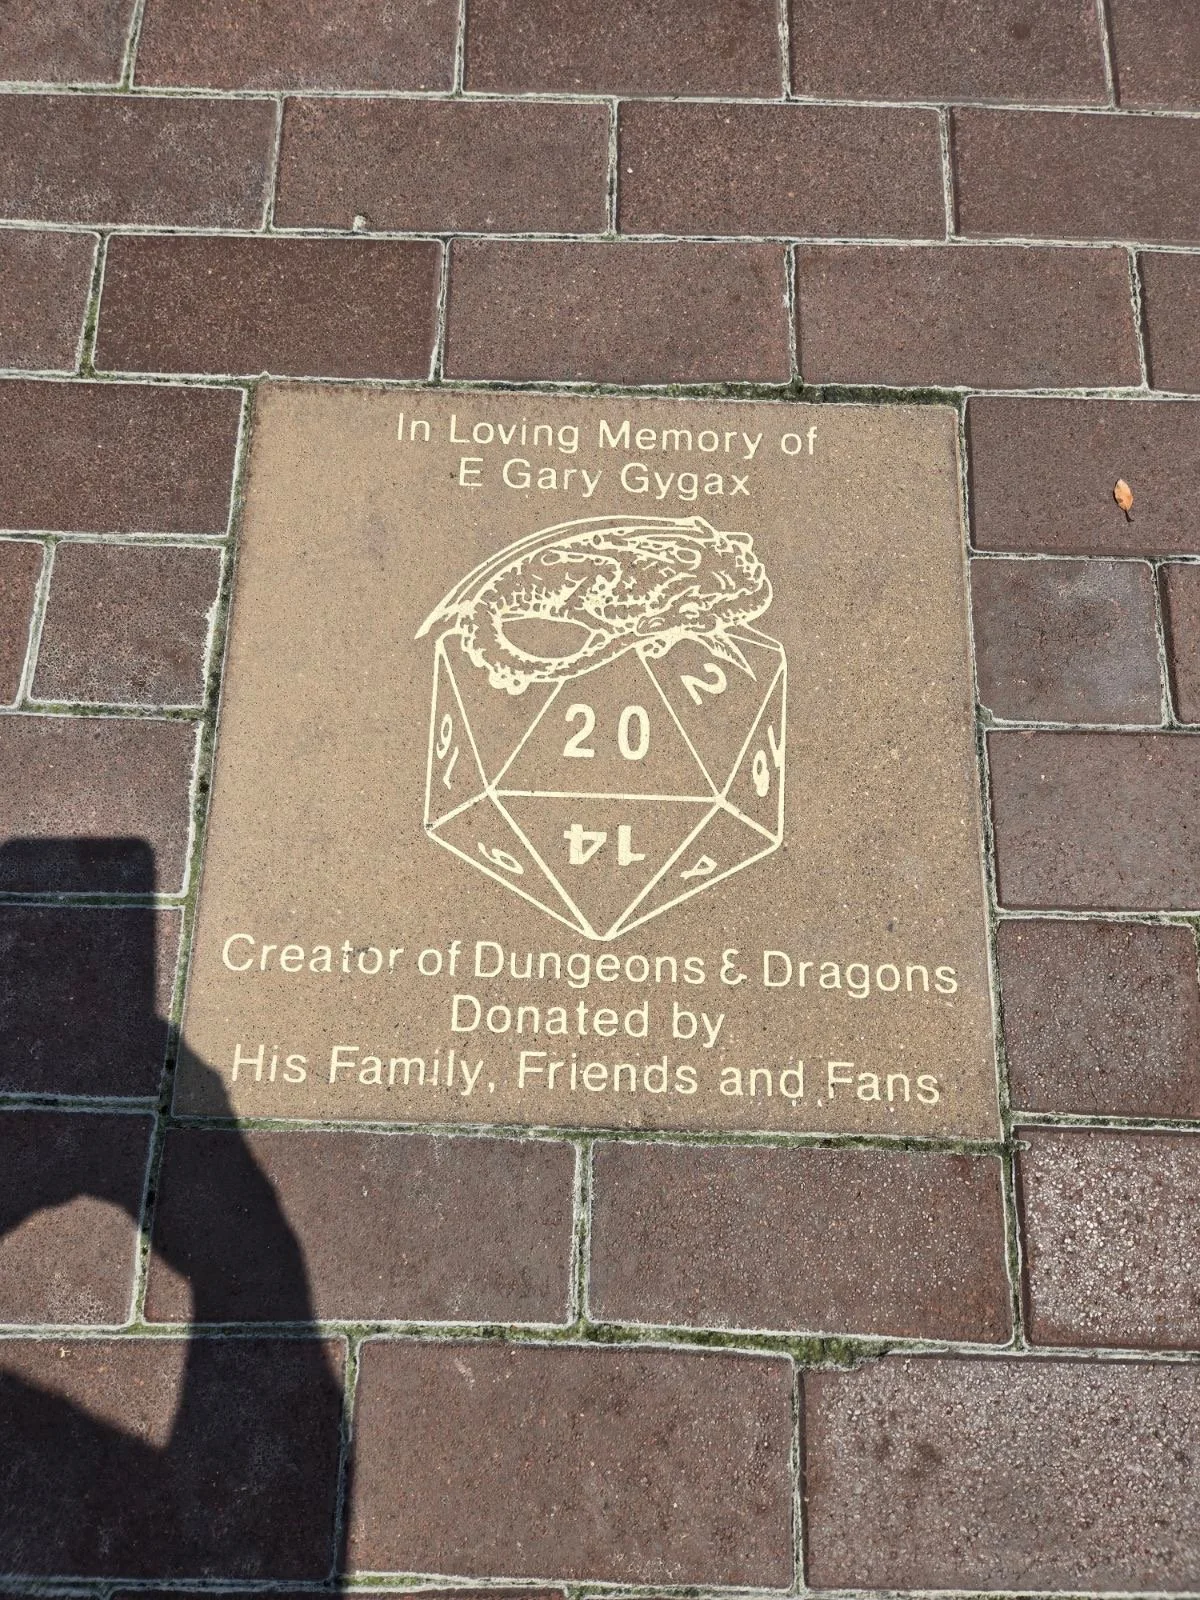 In Loving Memory of
E Gary Gygax
2
20
14
Creator of Dungeons & Dragons
Donated by
His Family, Friends and Fans